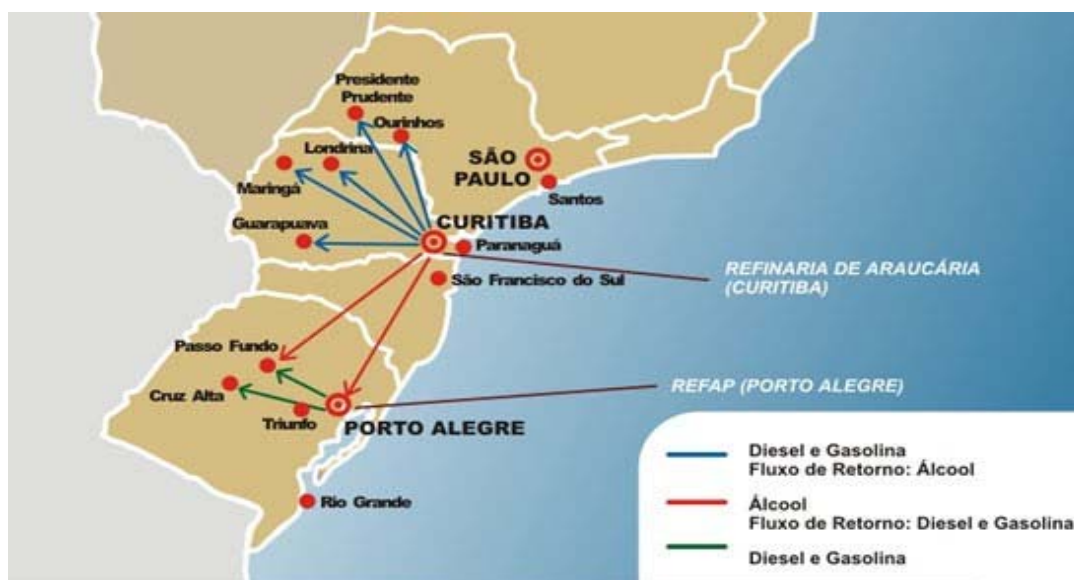 Presidente
Prudente
Ourinhos
Londrina
Maringá
SÃO
PAULO
Santos
Guarapuava
CURITIBA
Paranaguá
REFINARIA DE ARAUCÁRIA
(CURITIBA)
São Francisco do Sul
Passo Fundo
Cruz Alta
REFAP (PORTO ALEGRE)
Triunfo
PORTO ALEGRE
Rio Grande
Diesel e Gasolina
Fluxo de Retorno: Álcool
Álcool
Fluxo de Retorno: Diesel e Gasolina
Diesel e Gasolina